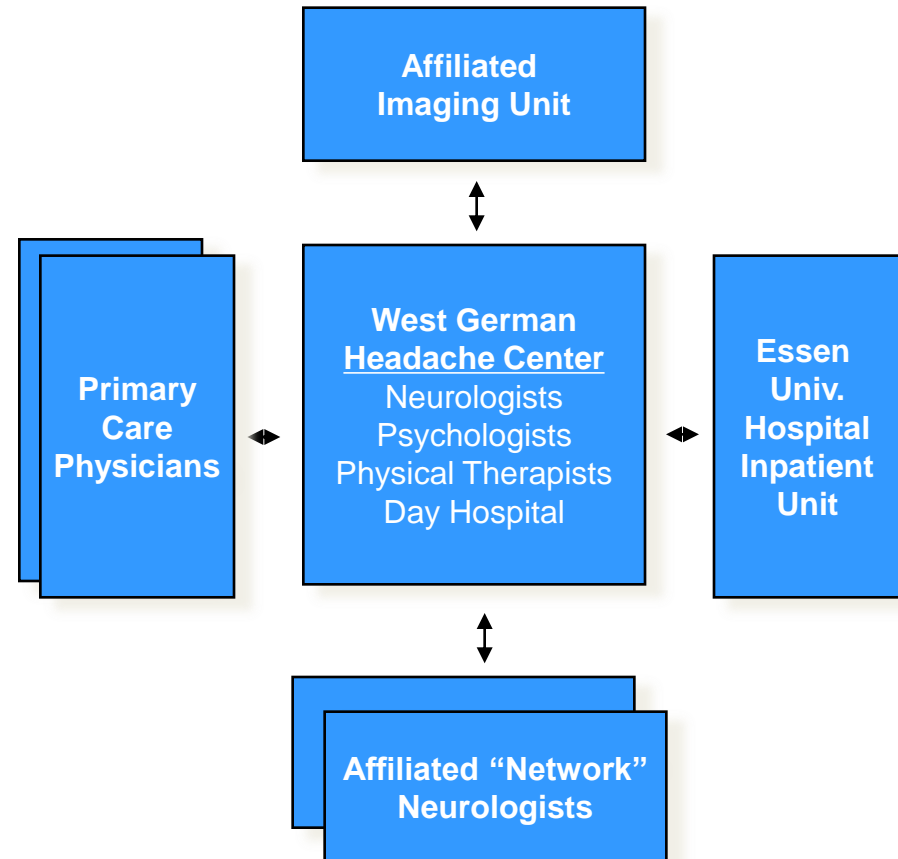 Affiliated
Imaging Unit
Primary
Care
Physicians
West German
Headache Center
Neurologists
Psychologists
Physical Therapists
Day Hospital
Essen
Univ.
Hospital
Inpatient
Unit
Affiliated “Network”
Neurologists